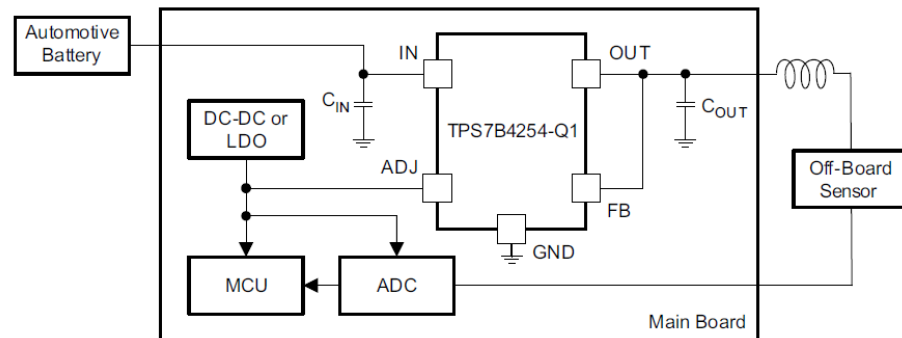 Automotive
Battery
IN
OUT
C_IN
C_OUT
DC-DC or
LDO
TPS7B4254-Q1
ADJ
FB
Off-Board
Sensor
GND
MCU
ADC
Main Board